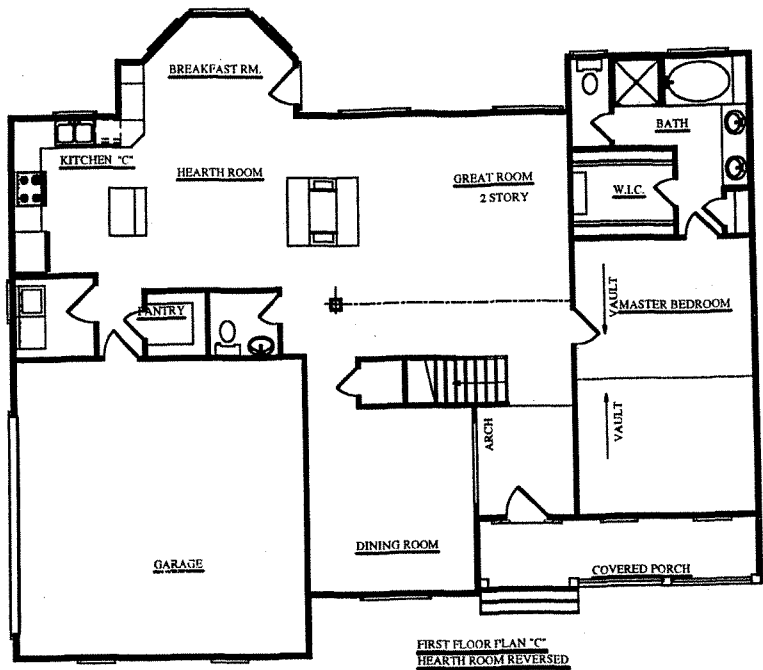 BREAKFAST RM.
BATH
KITCHEN "C"
HEARTH ROOM
GREAT ROOM
2 STORY
W.I.C.
VAULT
MASTER BEDROOM
PANTRY
VAULT
ARCH
DINING ROOM
GARAGE
COVERED PORCH
FIRST FLOOR PLAN "C"
HEARTH ROOM REVERSED